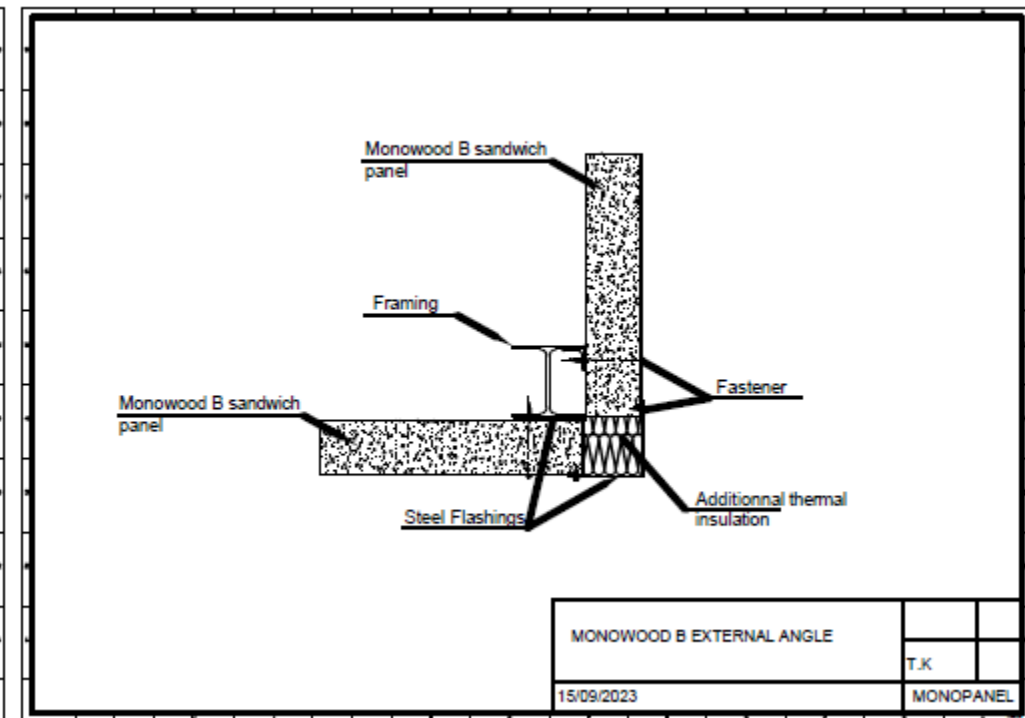 Monowood B sandwich
panel
Framing
Monowood B sandwich
panel
Fastener
Steel Flashings
Additionnal thermal
insulation
MONOWOOD B EXTERNAL ANGLE
T.K
15/09/2023
MONOPANEL